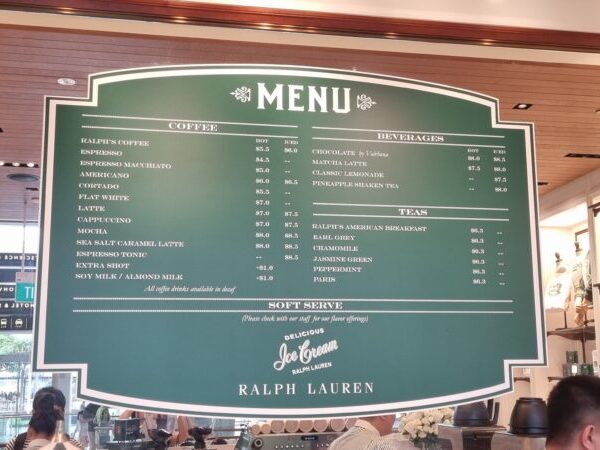 MENU
COFFEE
HOT ICED
RALPH'S COFFEE $5.5 $6.0
ESPRESSO $4.5 --
ESPRESSO MACCHIATO $5.0 --
AMERICANO $6.0 $6.5
CORTADO $5.5 --
FLAT WHITE $7.0 --
LATTE $7.0 $7.5
CAPPUCCINO $7.0 $7.5
MOCHA $8.0 $8.5
SEA SALT CARAMEL LATTE $8.0 $8.5
ESPRESSO TONIC -- $8.5
EXTRA SHOT +$1.0
SOY MILK / ALMOND MILK +$1.0
All coffee drinks available in decaf
BEVERAGES
HOT ICED
CHOCOLATE by Valrhona $8.0 $8.5
MATCHA LATTE $7.5 $8.0
CLASSIC LEMONADE -- $7.5
PINEAPPLE SHAKEN TEA -- $8.0
TEAS
RALPH'S AMERICAN BREAKFAST $6.3 --
EARL GREY $6.3 --
CHAMOMILE $6.3 --
JASMINE GREEN $6.3 --
PEPPERMINT $6.3 --
PARIS $6.3 --
SOFT SERVE
(Please check with our staff for our flavor offerings)
DELICIOUS
Ice Cream
RALPH LAUREN
RALPH LAUREN